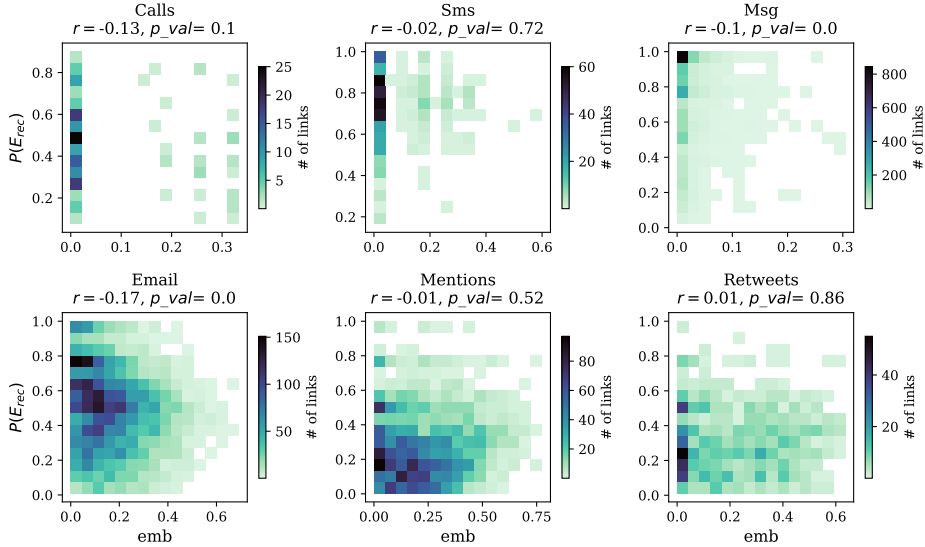 Calls
r = -0.13, p_val= 0.1
Sms
r = -0.02, p_val= 0.72
Msg
r = -0.1, p_val= 0.0
P(E_rec)
0.8
0.6
0.4
0.2
0.0 0.1 0.2 0.3
25
20
15
10
5
# of links
1.0
0.8
0.6
0.4
0.2
0.0 0.2 0.4 0.6
60
40
20
0
# of links
1.0
0.8
0.6
0.4
0.2
0.0
0.0 0.1 0.2 0.3
800
600
400
200
# of links
Email
r = -0.17, p_val= 0.0
Mentions
r = -0.01, p_val= 0.52
Retweets
r = 0.01, p_val= 0.86
P(E_rec)
1.0
0.8
0.6
0.4
0.2
0.0
0.0 0.2 0.4 0.6
emb
150
100
50
# of links
1.0
0.8
0.6
0.4
0.2
0.0
0.00 0.25 0.50 0.75
emb
80
60
40
20
# of links
1.0
0.8
0.6
0.4
0.2
0.0
0.0 0.2 0.4 0.6
emb
40
20
# of links